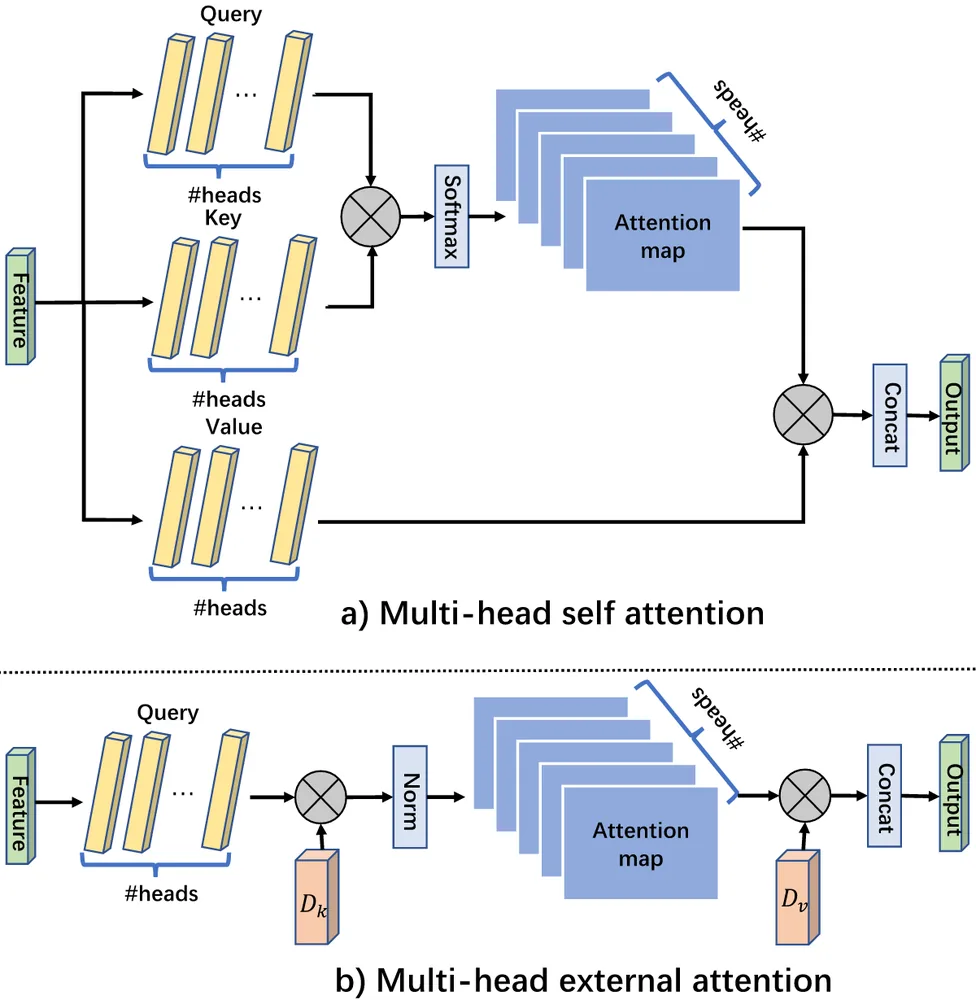 Query
…
#heads
Key
…
#heads
Value
…
#heads
Feature
Softmax
#heads
Attention
map
Concat
Output
a) Multi-head self attention
Query
…
#heads
Feature
D_k
Norm
#heads
Attention
map
D_v
Concat
Output
b) Multi-head external attention